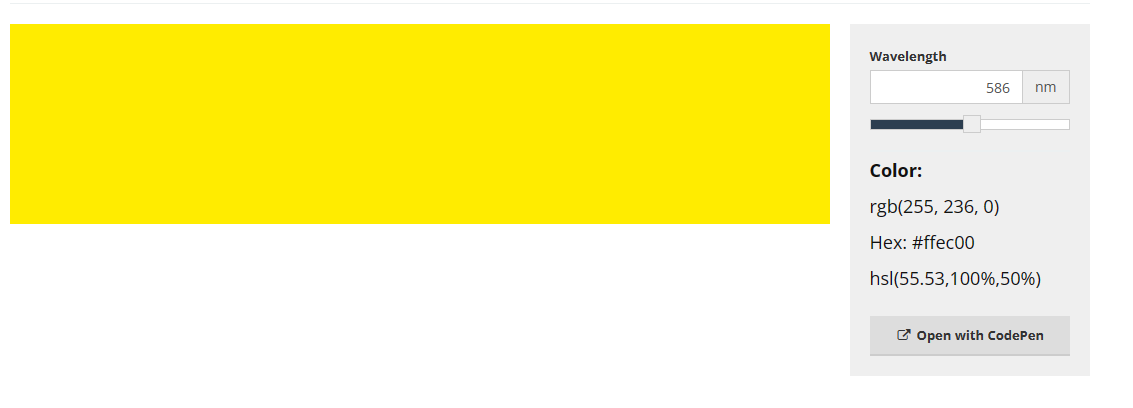 Wavelength
586 nm
Color:
rgb(255, 236, 0)
Hex: #ffec00
hsl(55.53,100%,50%)
Open with CodePen